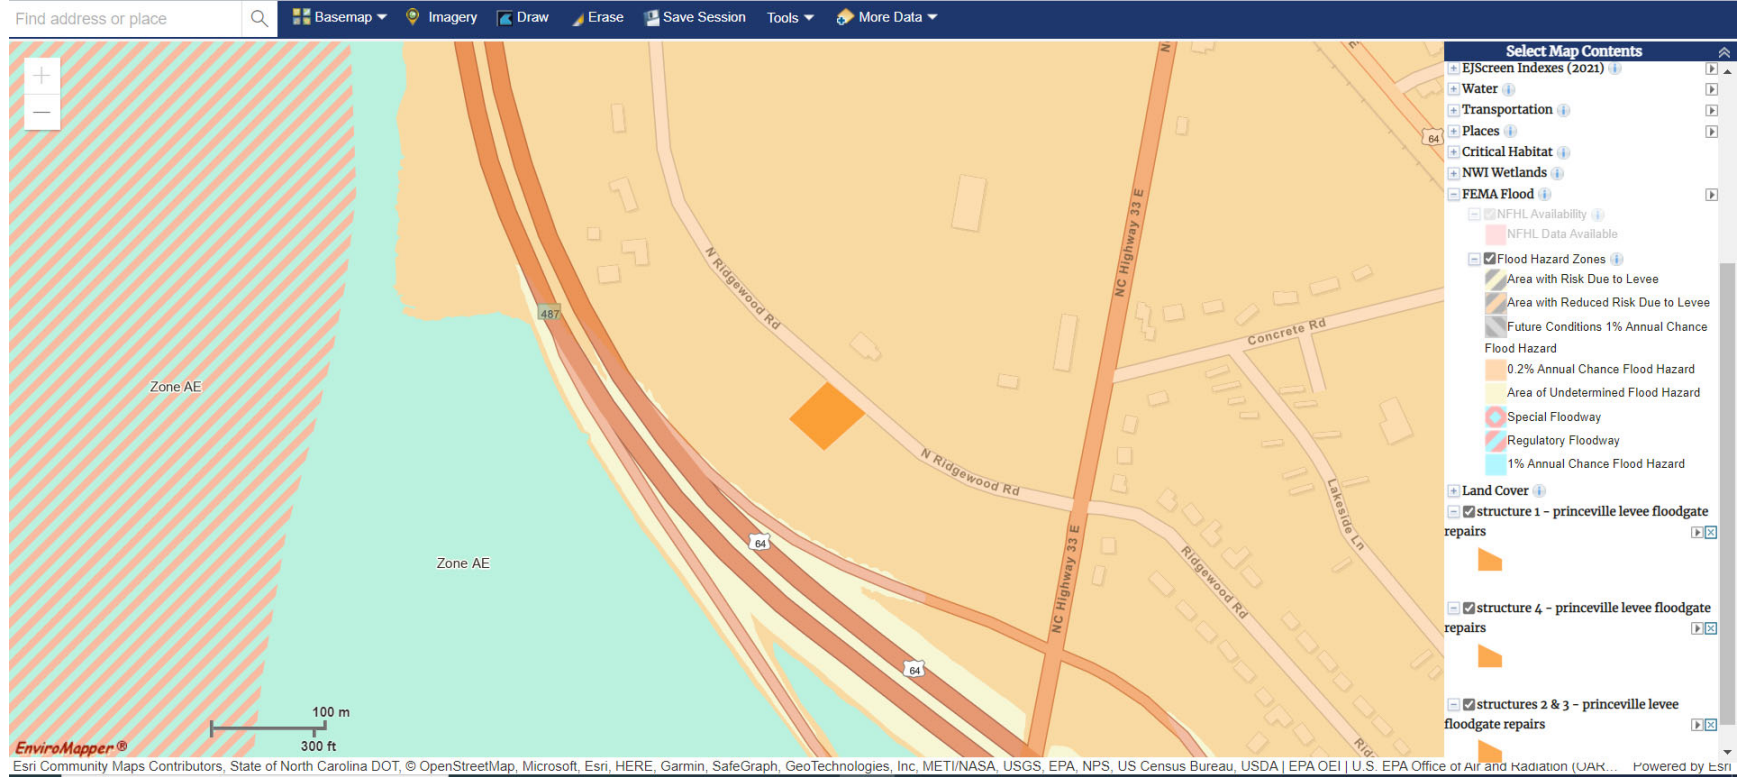 Find address or place
Basemap
Imagery
Draw
Erase
Save Session
Tools
More Data
Select Map Contents
EJScreen Indexes (2021)
Water
Transportation
Places
Critical Habitat
NWI Wetlands
FEMA Flood
NFHL Availability
NFHL Data Available
Flood Hazard Zones
Area with Risk Due to Levee
Area with Reduced Risk Due to Levee
Future Conditions 1% Annual Chance
Flood Hazard
0.2% Annual Chance Flood Hazard
Area of Undetermined Flood Hazard
Special Floodway
Regulatory Floodway
1% Annual Chance Flood Hazard
Land Cover
structure 1 - princeville levee floodgate
repairs
structure 4 - princeville levee floodgate
repairs
structures 2 & 3 - princeville levee
floodgate repairs
64
NC Highway 33 E
N Ridgewood Rd
487
Concrete Rd
Zone AE
N Ridgewood Rd
Lakeside Ln
64
Zone AE
NC Highway 33 E
Ridgewood Rd
64
100 m
300 ft
EnviroMapper ®
Esri Community Maps Contributors, State of North Carolina DOT, © OpenStreetMap, Microsoft, Esri, HERE, Garmin, SafeGraph, GeoTechnologies, Inc, METI/NASA, USGS, EPA, NPS, US Census Bureau, USDA | EPA OEI | U.S. EPA Office of Air and Radiation (OAR... Powered by Esri